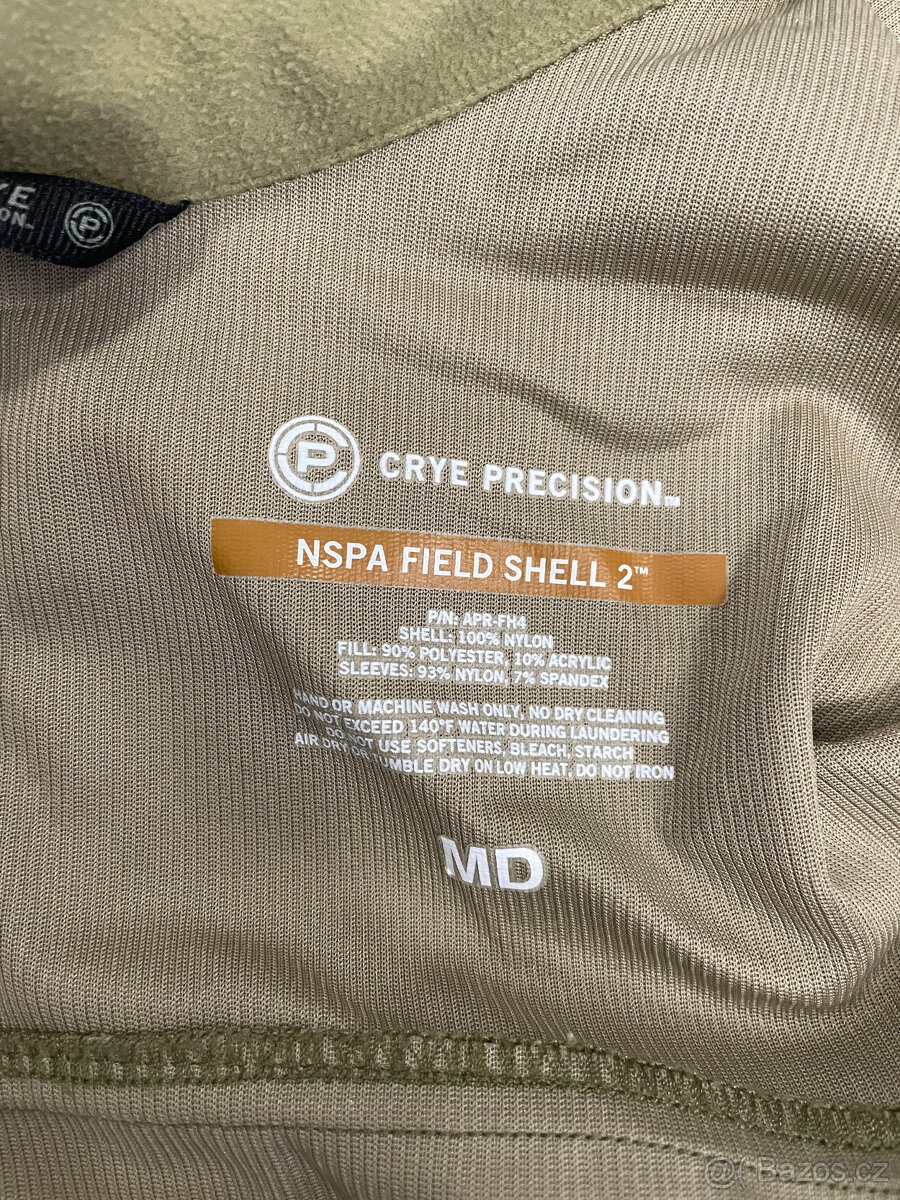 P
P CRYE PRECISION™
NSPA FIELD SHELL 2™
P/N: APR-FH4
SHELL: 100% NYLON
FILL: 90% POLYESTER, 10% ACRYLIC
SLEEVES: 93% NYLON, 7% SPANDEX
HAND OR MACHINE WASH ONLY, NO DRY CLEANING
DO NOT EXCEED 140°F WATER DURING LAUNDERING
DO NOT USE SOFTENERS, BLEACH, STARCH
AIR DRY OR TUMBLE DRY ON LOW HEAT, DO NOT IRON
MD
@ Bazos.cz